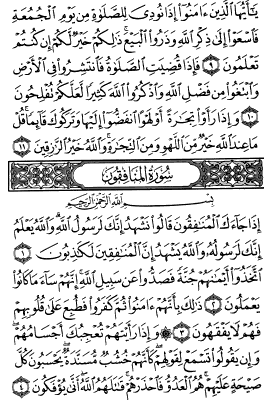 يَٰٓأَيُّهَا ٱلَّذِينَ ءَامَنُوٓا۟ إِذَا نُودِىَ لِلصَّلَوٰةِ مِن يَوْمِ ٱلْجُمُعَةِ
فَٱسْعَوْا۟ إِلَىٰ ذِكْرِ ٱللَّهِ وَذَرُوا۟ ٱلْبَيْعَ ذَٰلِكُمْ خَيْرٌ لَّكُمْ إِن كُنتُمْ
تَعْلَمُونَ ٩ فَإِذَا قُضِيَتِ ٱلصَّلَوٰةُ فَٱنتَشِرُوا۟ فِى ٱلْأَرْضِ
وَٱبْتَغُوا۟ مِن فَضْلِ ٱللَّهِ وَٱذْكُرُوا۟ ٱللَّهَ كَثِيرًا لَّعَلَّكُمْ تُفْلِحُونَ
١٠ وَإِذَا رَأَوْا۟ تِجَٰرَةً أَوْ لَهْوًا ٱنفَضُّوٓا۟ إِلَيْهَا وَتَرَكُوكَ قَآئِمًا قُلْ
مَا عِندَ ٱللَّهِ خَيْرٌ مِّنَ ٱللَّهْوِ وَمِنَ ٱلتِّجَٰرَةِ وَٱللَّهُ خَيْرُ ٱلرَّٰزِقِينَ ١١
سُورَةُ المُنَافِقُون
بِسْمِ ٱللَّهِ ٱلرَّحْمَٰنِ ٱلرَّحِيمِ
إِذَا جَآءَكَ ٱلْمُنَٰفِقُونَ قَالُوا۟ نَشْهَدُ إِنَّكَ لَرَسُولُ ٱللَّهِ وَٱللَّهُ يَعْلَمُ
إِنَّكَ لَرَسُولُهُۥ وَٱللَّهُ يَشْهَدُ إِنَّ ٱلْمُنَٰفِقِينَ لَكَٰذِبُونَ ١
ٱتَّخَذُوٓا۟ أَيْمَٰنَهُمْ جُنَّةً فَصَدُّوا۟ عَن سَبِيلِ ٱللَّهِ إِنَّهُمْ سَآءَ مَا كَانُوا۟
يَعْمَلُونَ ٢ ذَٰلِكَ بِأَنَّهُمْ ءَامَنُوا۟ ثُمَّ كَفَرُوا۟ فَطُبِعَ عَلَىٰ قُلُوبِهِمْ
فَهُمْ لَا يَفْقَهُونَ ٣ وَإِذَا رَأَيْتَهُمْ تُعْجِبُكَ أَجْسَامُهُمْ
وَإِن يَقُولُوا۟ تَسْمَعْ لِقَوْلِهِمْ كَأَنَّهُمْ خُشُبٌ مُّسَنَّدَةٌ يَحْسَبُونَ كُلَّ
صَيْحَةٍ عَلَيْهِمْ هُمُ ٱلْعَدُوُّ فَٱحْذَرْهُمْ قَٰتَلَهُمُ ٱللَّهُ أَنَّىٰ يُؤْفَكُونَ ٤